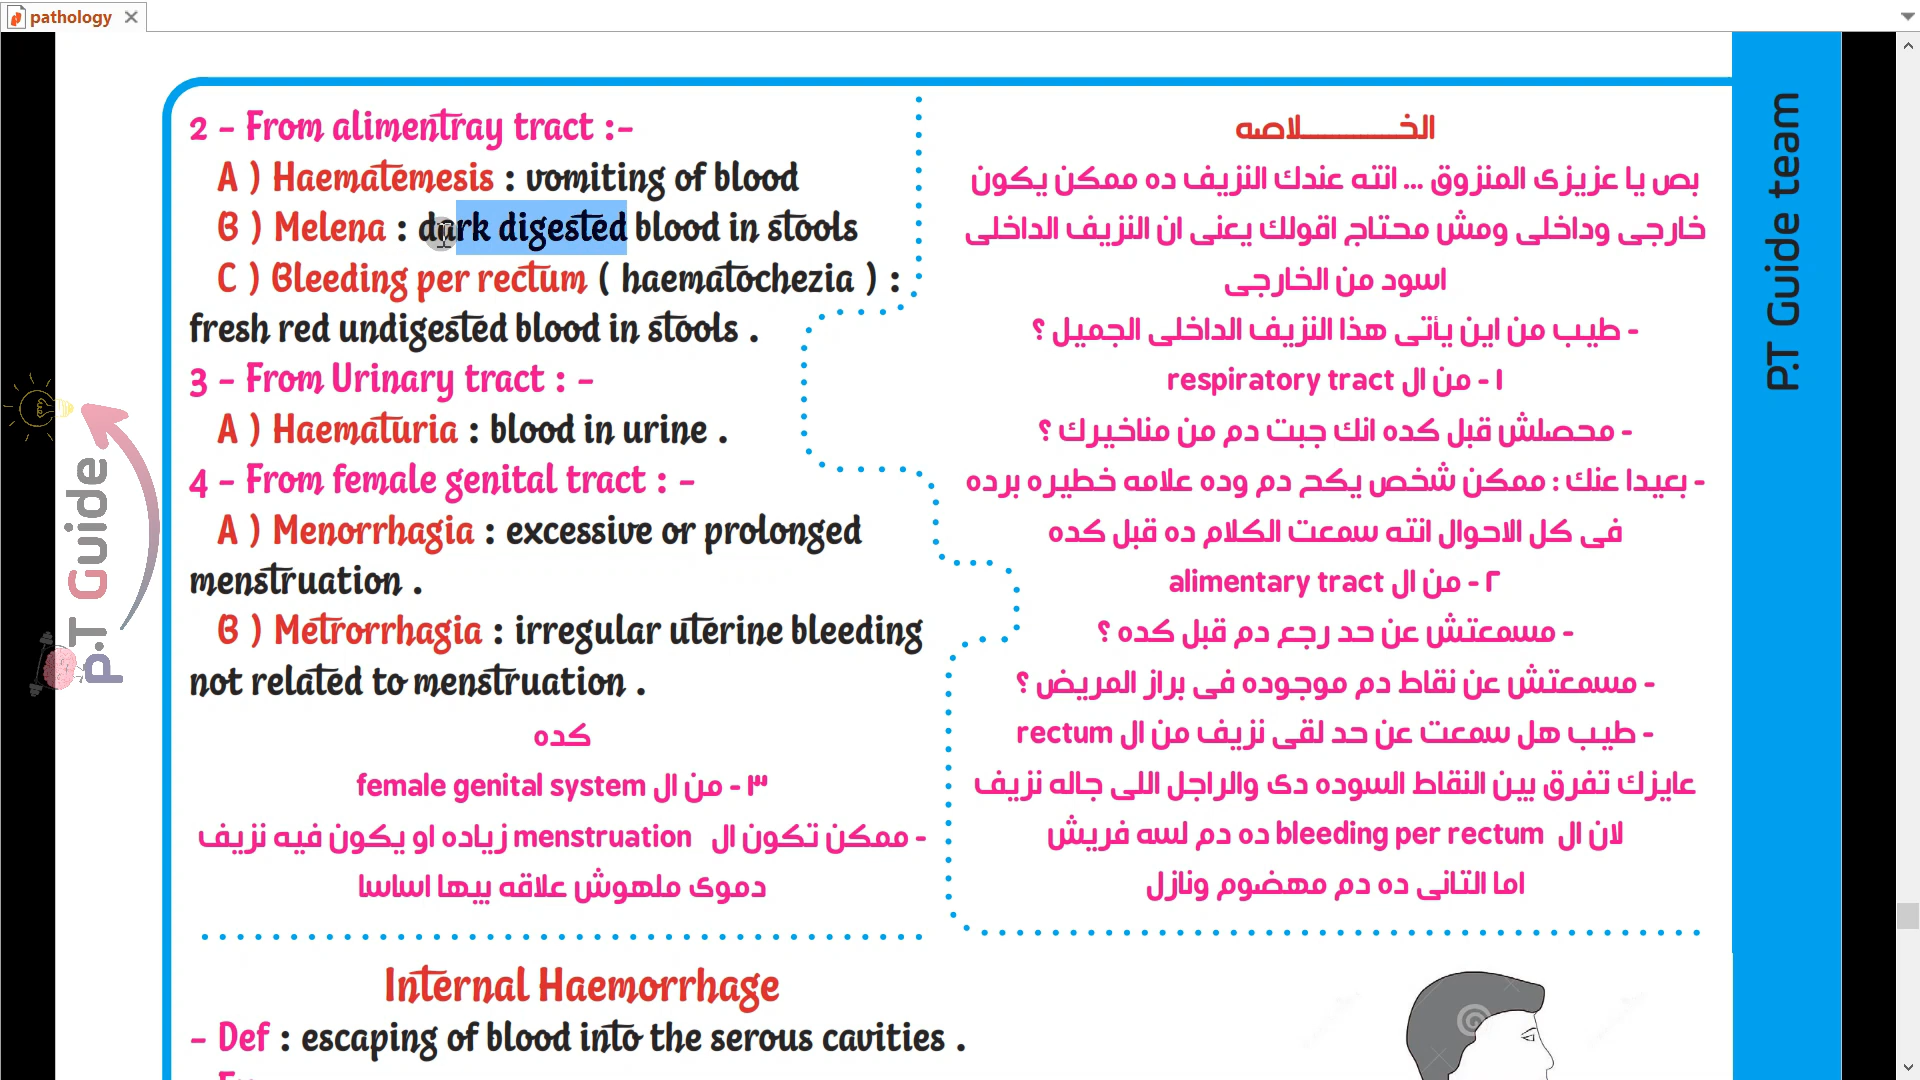 pathology
2 - From alimentray tract :-
A ) Haematemesis : vomiting of blood
B ) Melena : dark digested blood in stools
C ) Bleeding per rectum ( haematochezia ) :
fresh red undigested blood in stools .
3 - From Urinary tract : -
A ) Haematuria : blood in urine .
4 - From female genital tract : -
A ) Menorrhagia : excessive or prolonged
menstruation .
B ) Metrorrhagia : irregular uterine bleeding
not related to menstruation .
كده
٣ - من ال female genital system
- ممكن تكون ال menstruation زياده او يكون فيه نزيف
دموى ملهوش علاقه بيها اساسا
الخـــــــــــلاصه
بص يا عزيزى المنزوق ... انته عندك النزيف ده ممكن يكون
خارجى وداخلى ومش محتاج اقولك يعنى ان النزيف الداخلى
اسود من الخارجى
- طيب من اين يأتى هذا النزيف الداخلى الجميل ؟
١ - من ال respiratory tract
- محصلش قبل كده انك جبت دم من مناخيرك ؟
- بعيدا عنك : ممكن شخص يكح دم وده علامه خطيره برده
فى كل الاحوال انته سمعت الكلام ده قبل كده
٢ - من ال alimentary tract
- مسمعتش عن حد رجع دم قبل كده ؟
- مسمعتش عن نقاط دم موجوده فى براز المريض ؟
- طيب هل سمعت عن حد لقى نزيف من ال rectum
عايزك تفرق بين النقاط السوده دى والراجل اللى جاله نزيف
لان ال bleeding per rectum ده دم لسه فريش
اما التانى ده دم مهضوم ونازل
Internal Haemorrhage
- Def : escaping of blood into the serous cavities .
P.T Guide team
P.T Guide